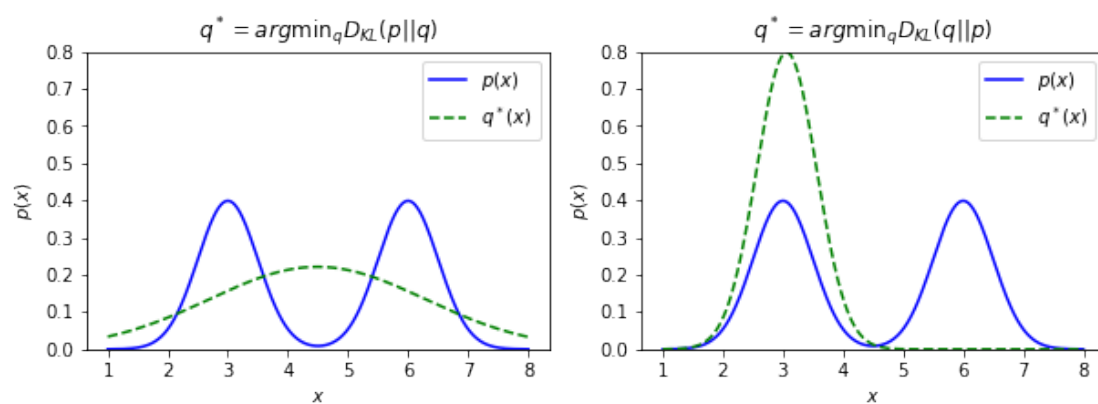 q* = argmin_q D_KL(p||q)
0.8
0.7
0.6
0.5
0.4
0.3
0.2
0.1
0.0
p(x)
p(x)
q*(x)
1 2 3 4 5 6 7 8
x
q* = argmin_q D_KL(q||p)
0.8
0.7
0.6
0.5
0.4
0.3
0.2
0.1
0.0
p(x)
p(x)
q*(x)
1 2 3 4 5 6 7 8
x